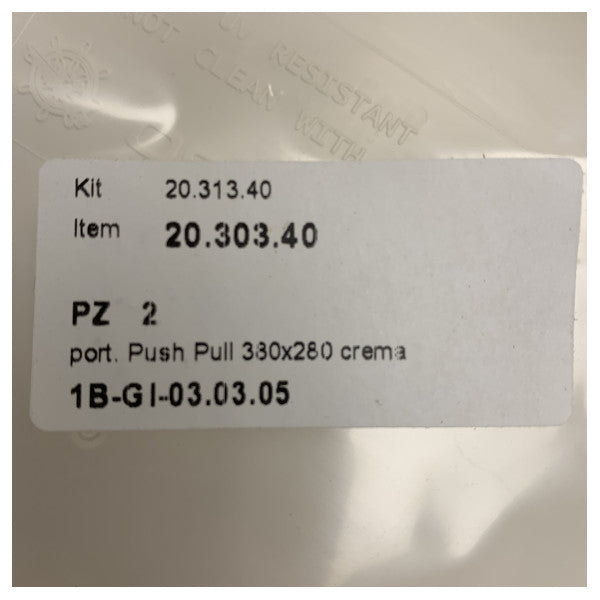 UV RESISTANT
NOT CLEAN WITH
Kit 20.313.40
Item 20.303.40
PZ 2
port. Push Pull 380x280 crema
1B-GI-03.03.05